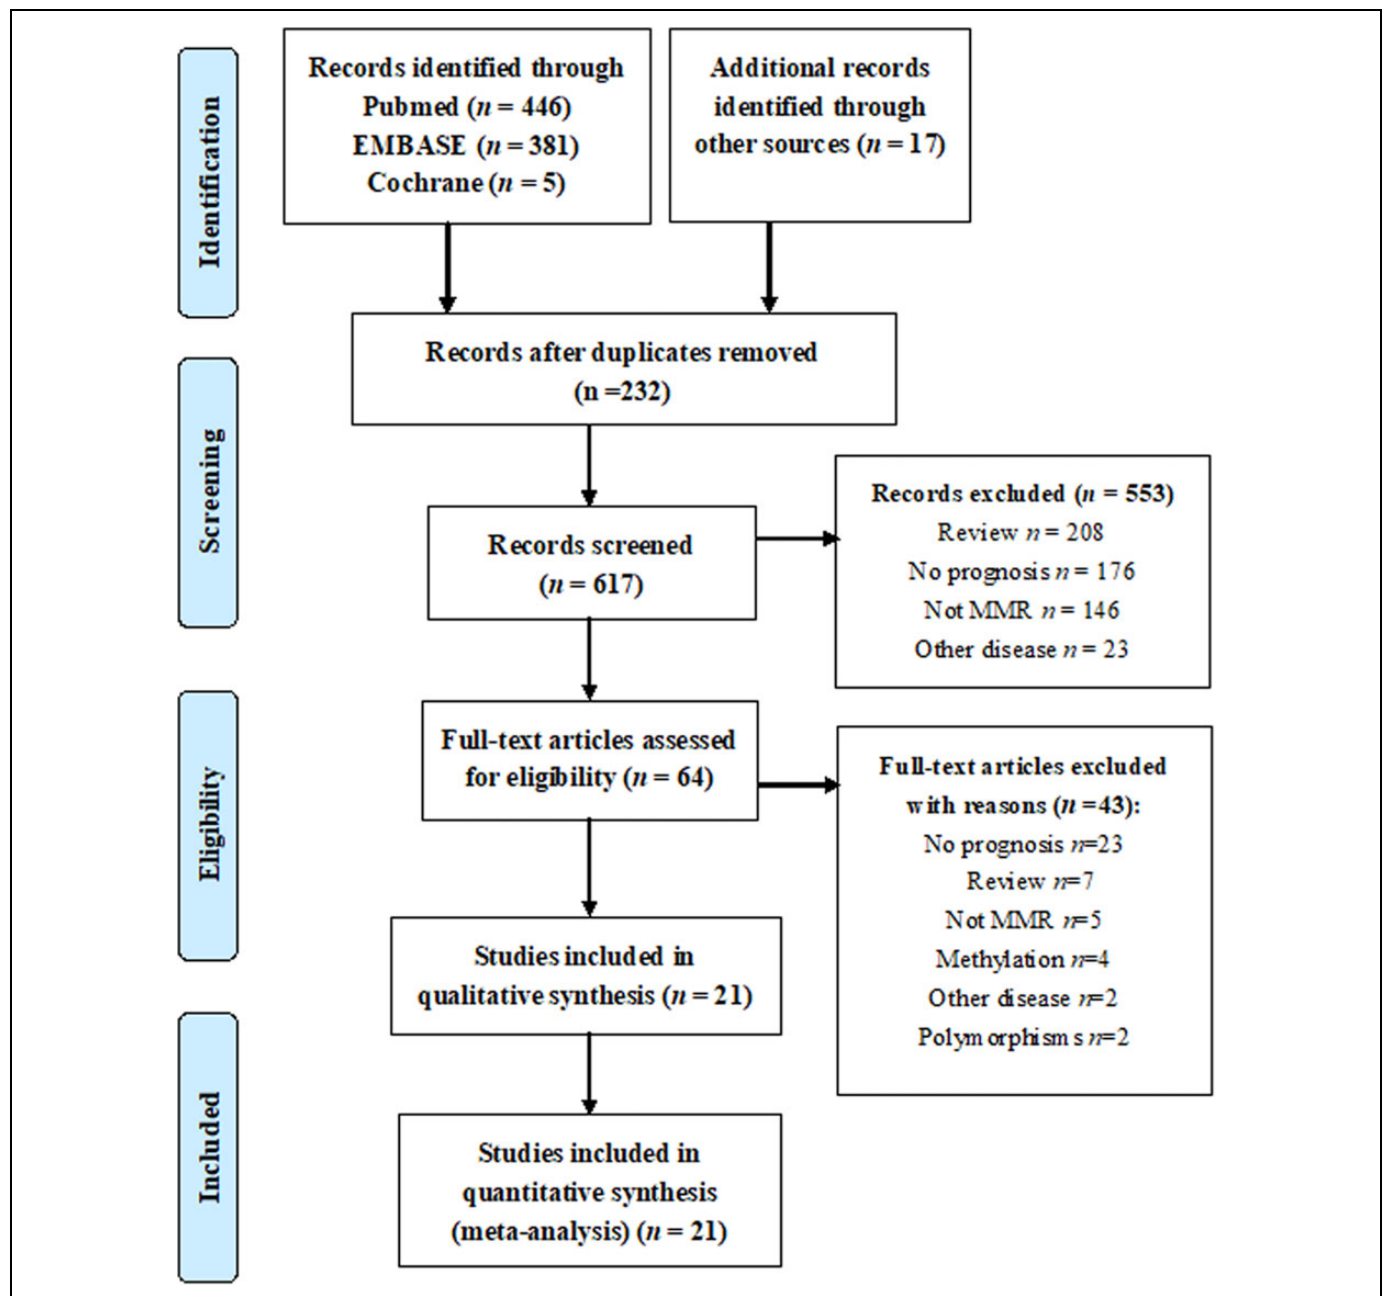 Identification
Records identified through
Pubmed (n = 446)
EMBASE (n = 381)
Cochrane (n = 5)
Additional records
identified through
other sources (n = 17)
Records after duplicates removed
(n =232)
Screening
Records screened
(n = 617)
Records excluded (n = 553)
Review n = 208
No prognosis n = 176
Not MMR n = 146
Other disease n = 23
Eligibility
Full-text articles assessed
for eligibility (n = 64)
Full-text articles excluded
with reasons (n =43):
No prognosis n=23
Review n=7
Not MMR n=5
Methylation n=4
Other disease n=2
Polymorphisms n=2
Studies included in
qualitative synthesis (n = 21)
Included
Studies included in
quantitative synthesis
(meta-analysis) (n = 21)